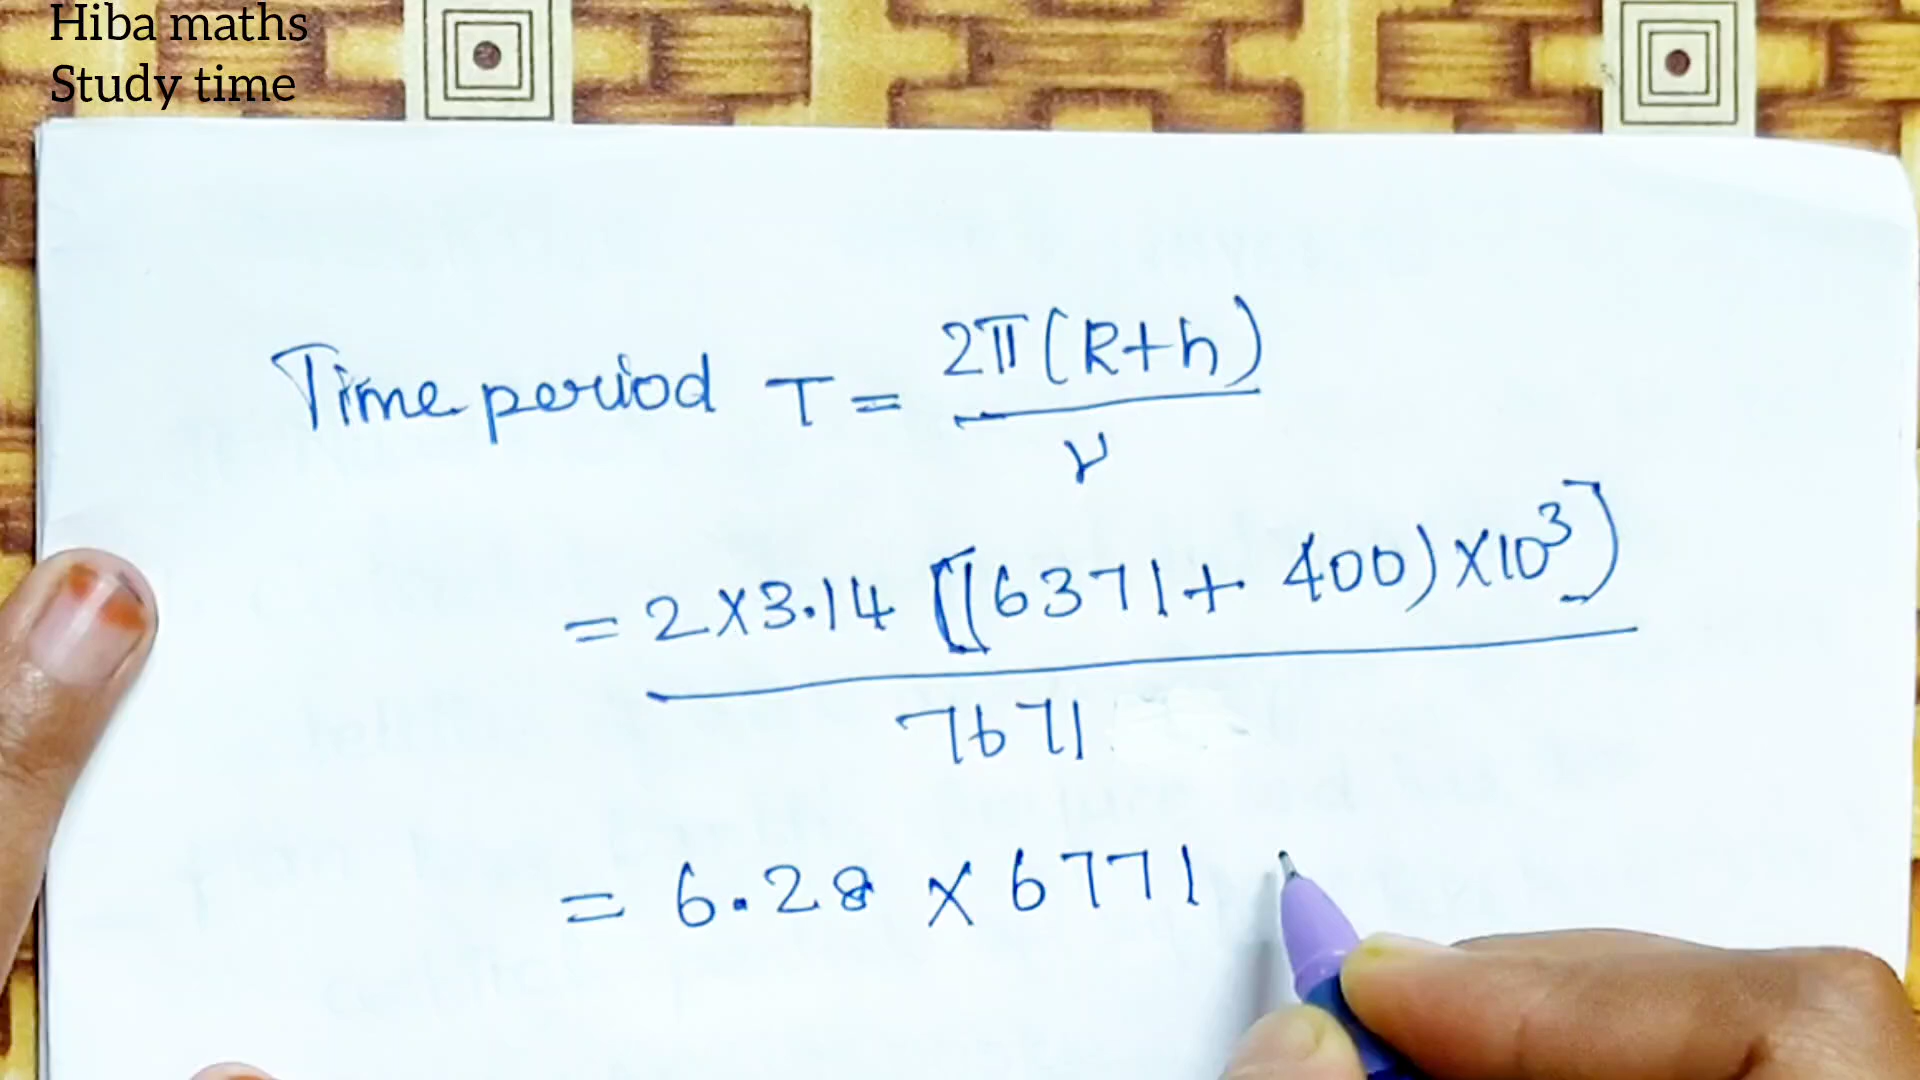 Hiba maths
Study time
Time period T = 2π(R+h)
v
= 2×3.14 [(6371+ 400)×10³]
7671
= 6.28 × 6771